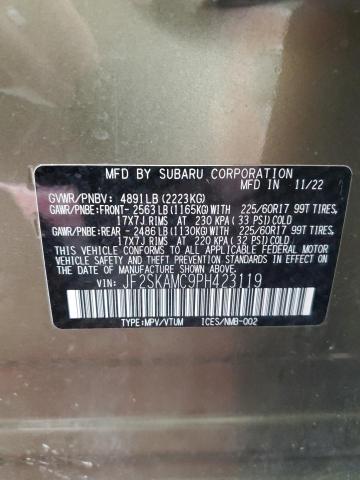 MFD BY SUBARU CORPORATION
MFD IN 11/22
GVWR/PNBV: 4891LB (2223KG)
GAWR/PNBE:FRONT- 2563LB(1165KG)WITH 225/60R17 99T TIRES,
17X7J RIMS AT 230 KPA( 33 PSI)COLD
GAWR/PNBE:REAR - 2486LB(1130KG)WITH 225/60R17 99T TIRES,
17X7J RIMS AT 220 KPA( 32 PSI)COLD
THIS VEHICLE CONFORMS TO ALL APPLICABLE
U.S. FEDERAL MOTOR VEHICLE SAFETY STANDARDS
IN EFFECT ON THE DATE OF MANUFACTURE SHOWN ABOVE.
VIN: JF2SKAMC9PH423119
TYPE:MPV/VTUM ICES/NMB-002